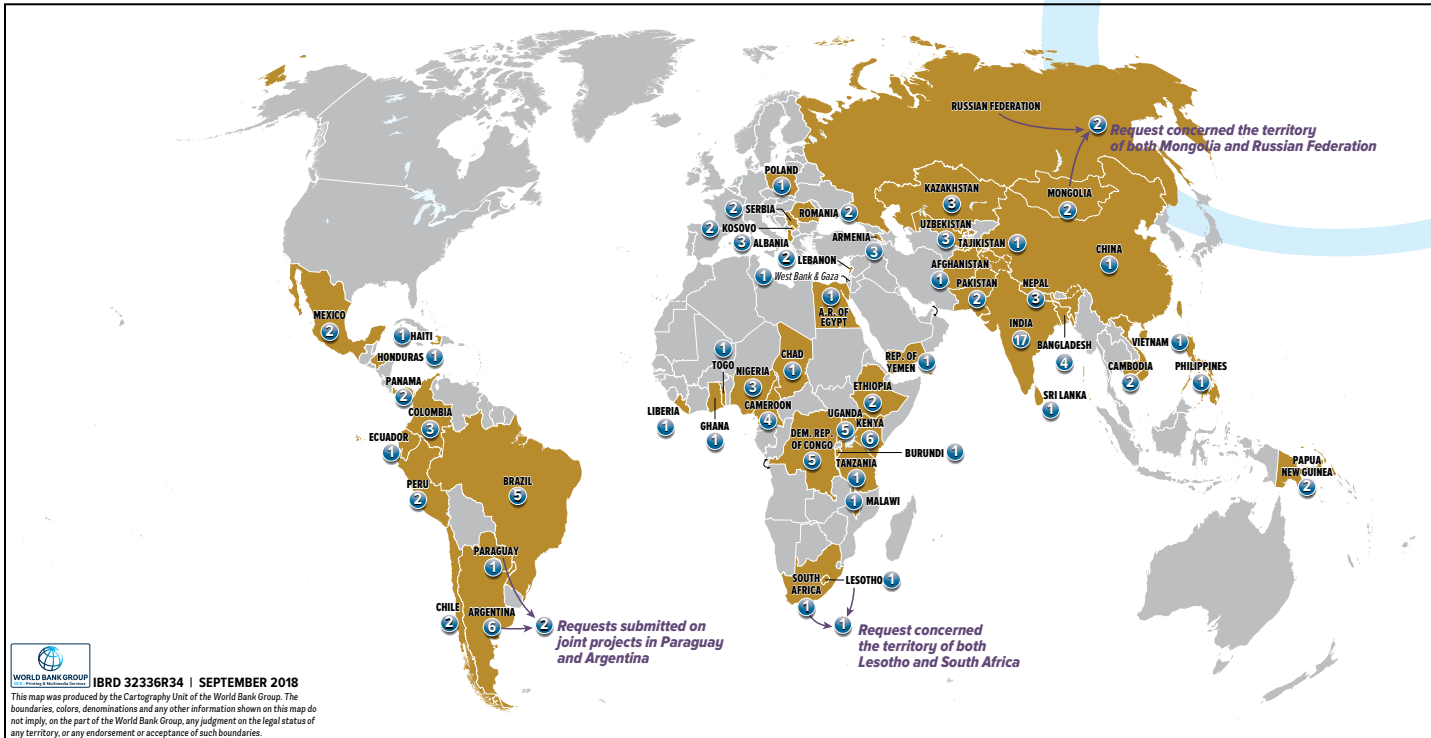 RUSSIAN FEDERATION
2
Request concerned the territory
of both Mongolia and Russian Federation
POLAND
1
KAZAKHSTAN
3
MONGOLIA
2
2
SERBIA
ROMANIA
2
UZBEKISTAN
3
2
KOSOVO
3
ALBANIA
ARMENIA
3
TAJIKISTAN
1
CHINA
1
2
LEBANON
1
West Bank & Gaza
AFGHANISTAN
1
PAKISTAN
2
NEPAL
3
1
A.R. OF
EGYPT
INDIA
17
BANGLADESH
4
VIETNAM
1
MEXICO
2
1
HAITI
HONDURAS
1
1
TOGO
CHAD
1
REP. OF
YEMEN
1
CAMBODIA
2
PHILIPPINES
1
PANAMA
2
NIGERIA
3
ETHIOPIA
2
SRI LANKA
1
COLOMBIA
3
LIBERIA
1
GHANA
1
CAMEROON
4
UGANDA
5
KENYA
6
ECUADOR
1
DEM. REP.
OF CONGO
5
BURUNDI
1
TANZANIA
1
PAPUA
NEW GUINEA
2
PERU
2
BRAZIL
5
1
MALAWI
PARAGUAY
1
SOUTH
AFRICA
1
LESOTHO
1
CHILE
2
ARGENTINA
6
2
Requests submitted on
joint projects in Paraguay
and Argentina
1
Request concerned
the territory of both
Lesotho and South Africa
WORLD BANK GROUP
GCS - Printing & Multimedia Services
IBRD 32336R34 | SEPTEMBER 2018
This map was produced by the Cartography Unit of the World Bank Group. The
boundaries, colors, denominations and any other information shown on this map do
not imply, on the part of the World Bank Group, any judgment on the legal status of
any territory, or any endorsement or acceptance of such boundaries.